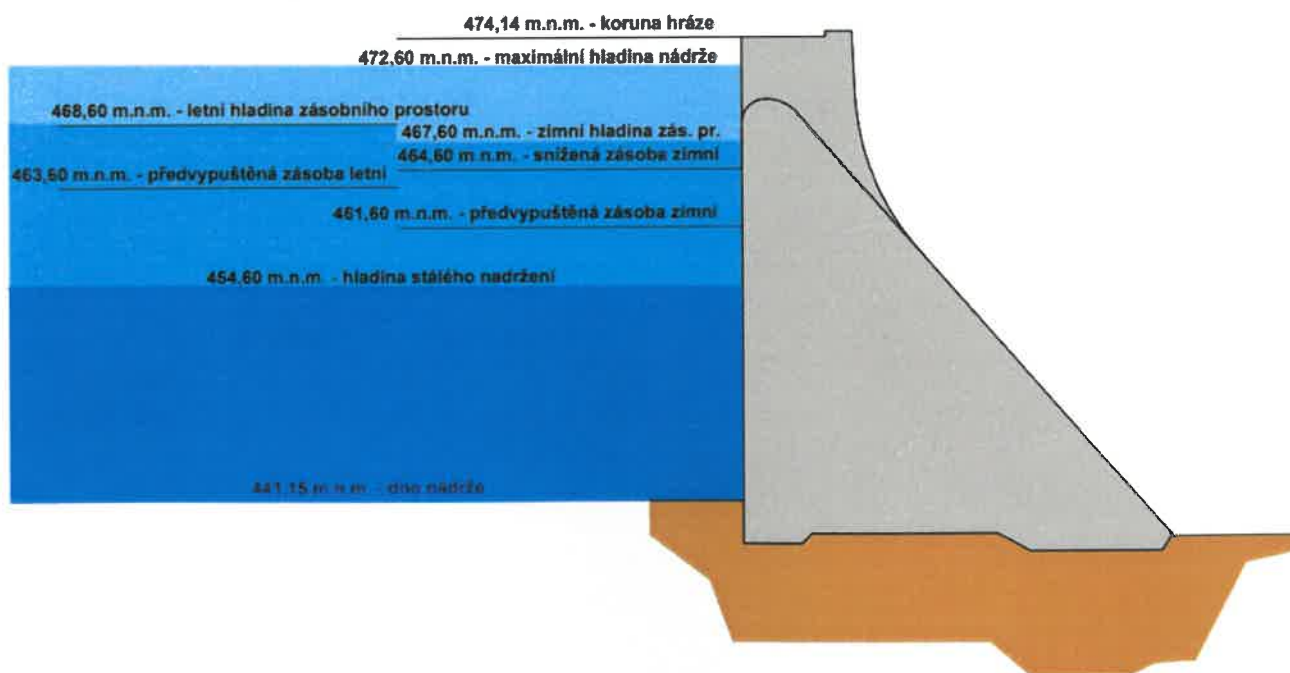 474,14 m.n.m. - koruna hráze
472,60 m.n.m. - maximální hladina nádrže
468,60 m.n.m. - letní hladina zásobního prostoru
467,60 m.n.m. - zimní hladina zás. pr.
464,60 m.n.m. - snížená zásoba zimní
463,60 m.n.m. - předvypuštěná zásoba letní
461,60 m.n.m. - předvypuštěná zásoba zimní
454,60 m.n.m. - hladina stálého nadržení
441,15 m.n.m. - dno nádrže